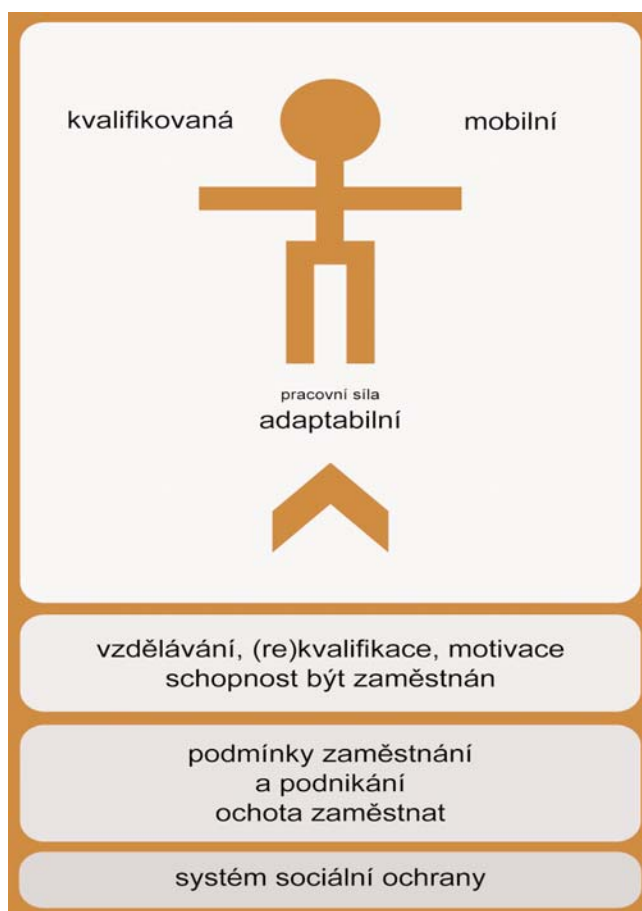 kvalifikovaná
mobilní
pracovní síla
adaptabilní
vzdělávání, (re)kvalifikace, motivace
schopnost být zaměstnán
podmínky zaměstnání
a podnikání
ochota zaměstnat
systém sociální ochrany